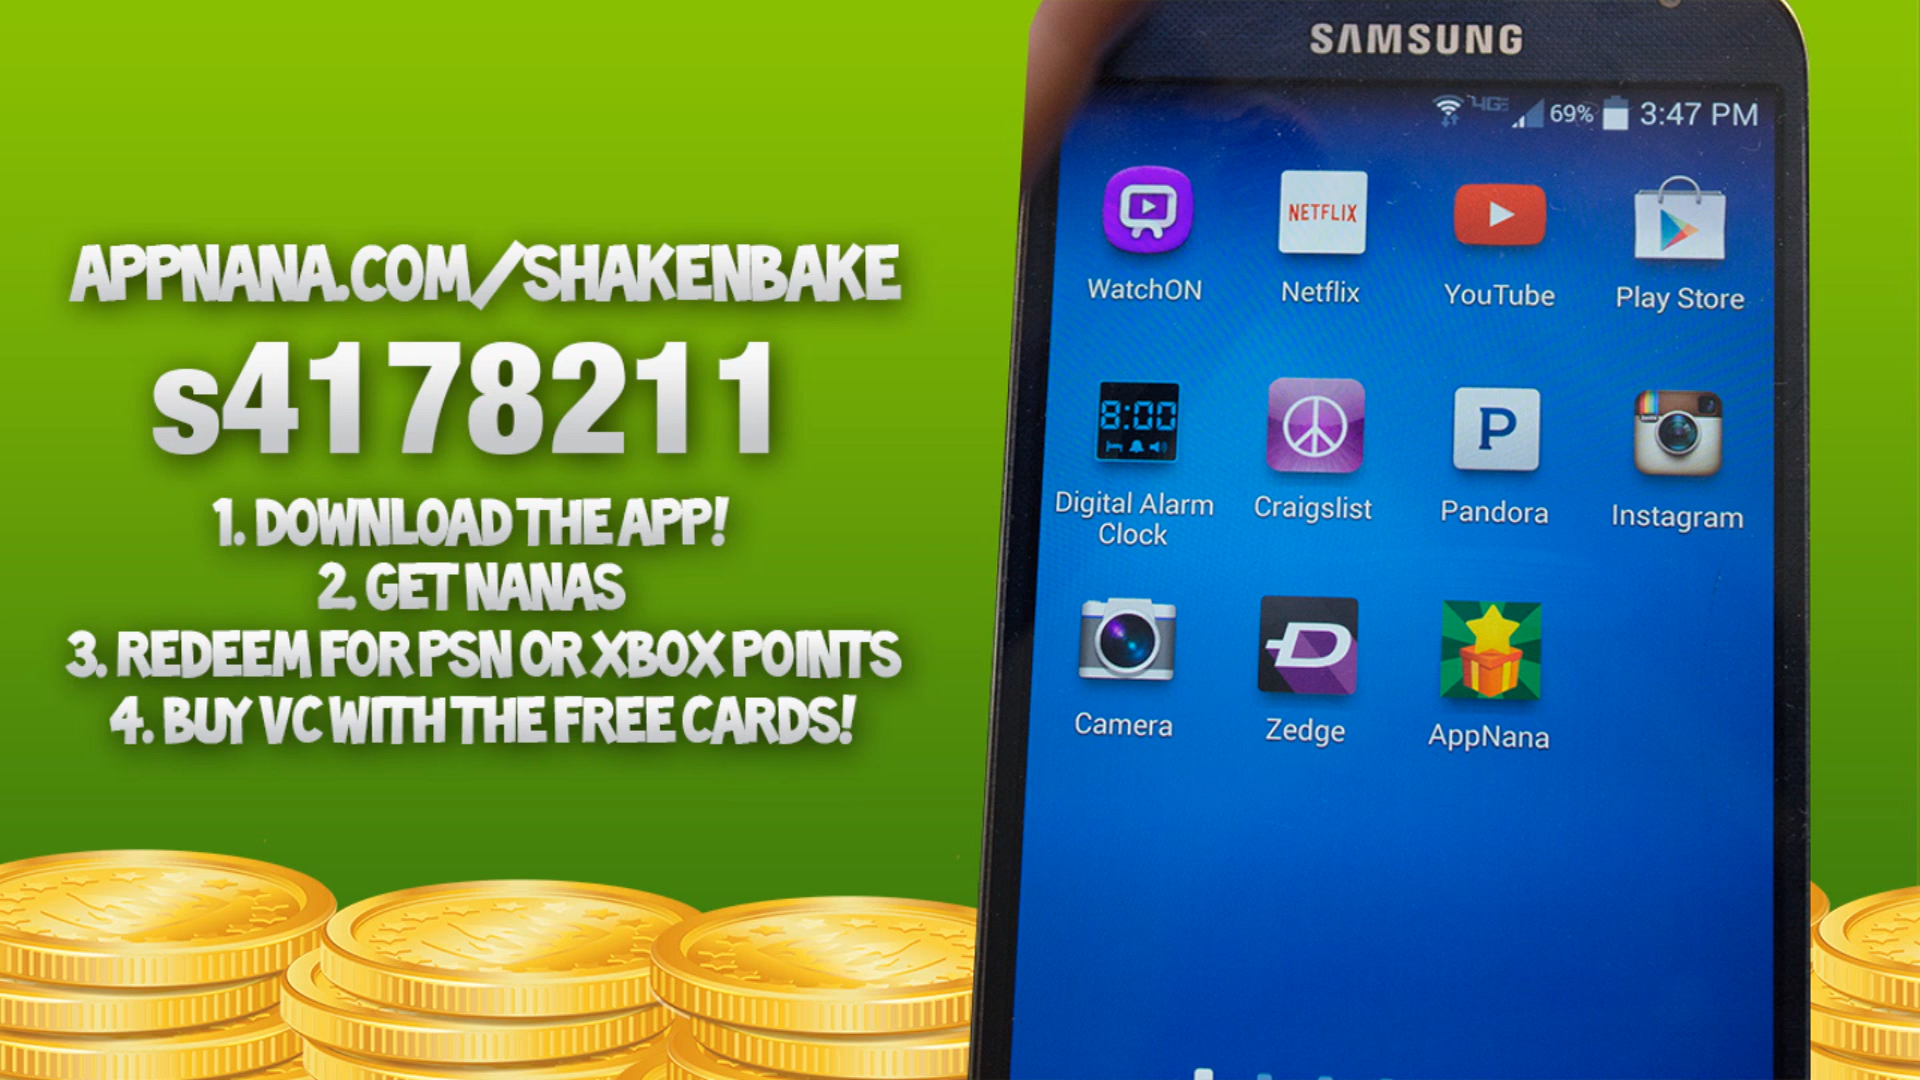 APPNANA.COM/SHAKENBAKE
s4178211
1. DOWNLOAD THE APP!
2. GET NANAS
3. REDEEM FOR PSN OR XBOX POINTS
4. BUY VC WITH THE FREE CARDS!
SAMSUNG
4G 69% 3:47 PM
NETFLIX
WatchON Netflix YouTube Play Store
8:00 P
Digital Alarm Clock Craigslist Pandora Instagram
Camera Zedge AppNana